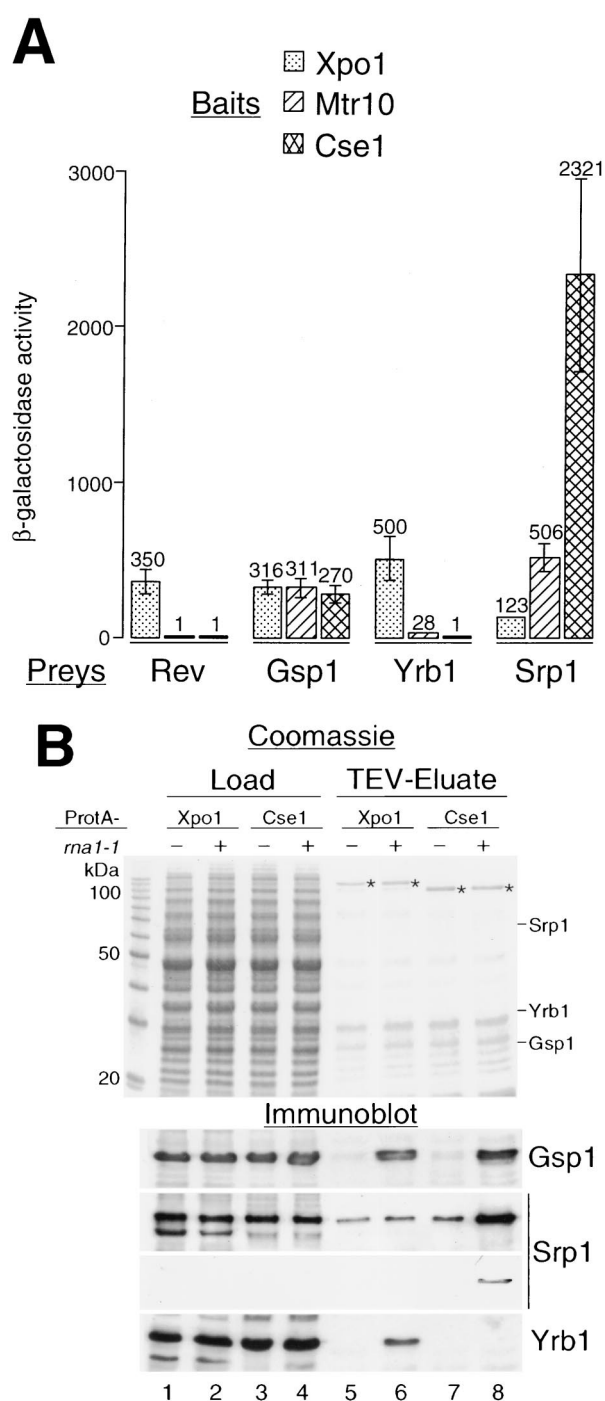 A
Baits
Xpo1
Mtr10
Cse1
β-galactosidase activity
3000
2000
1000
0
350
1
1
316
311
270
500
28
1
123
506
2321
Preys Rev Gsp1 Yrb1 Srp1
B
Coomassie
Load TEV-Eluate
ProtA- Xpo1 Cse1 Xpo1 Cse1
rna1-1 − + − + − + − +
kDa
100
* * * *
Srp1
50
Yrb1
Gsp1
20
Immunoblot
Gsp1
Srp1
Yrb1
1 2 3 4 5 6 7 8